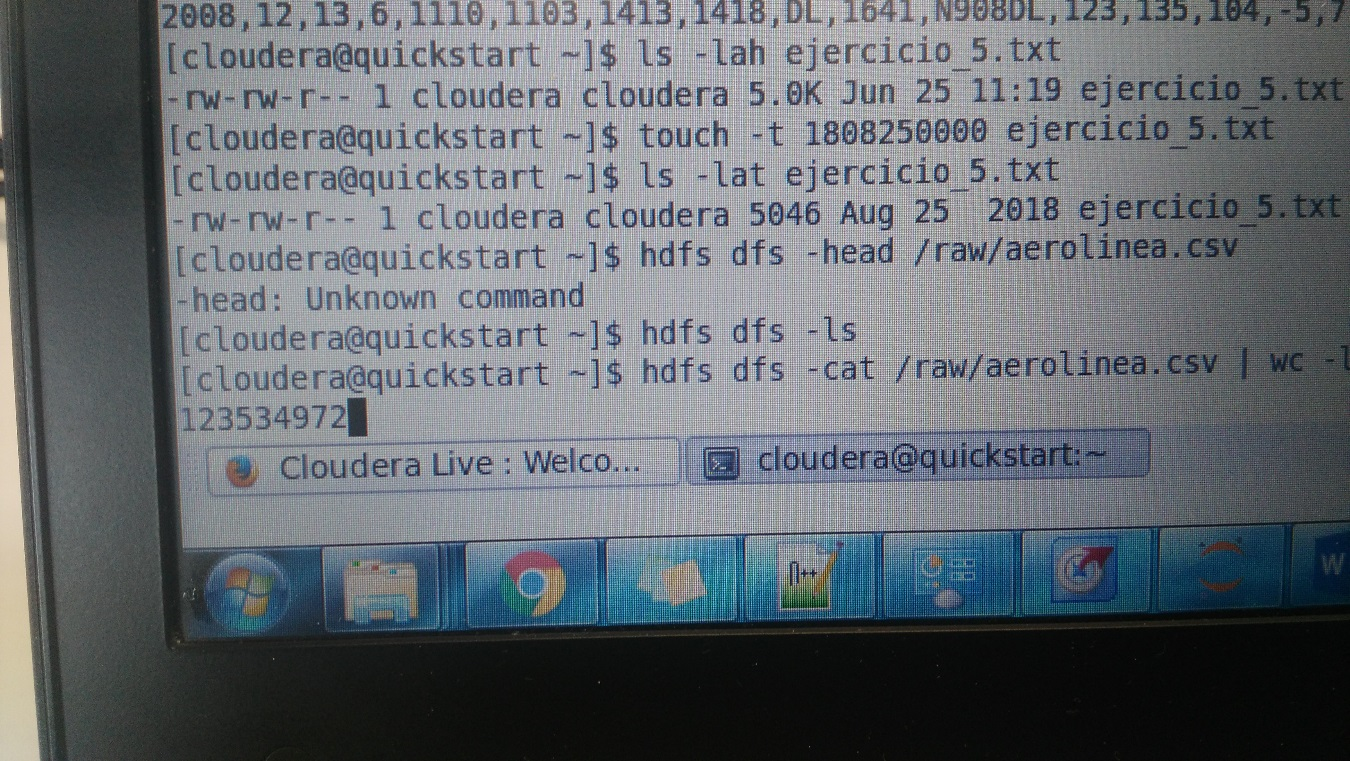 2008,12,13,6,1110,1103,1413,1418,DL,1641,N908DL,123,135,104,-5,7
[cloudera@quickstart ~]$ ls -lah ejercicio_5.txt
-rw-rw-r-- 1 cloudera cloudera 5.0K Jun 25 11:19 ejercicio_5.txt
[cloudera@quickstart ~]$ touch -t 1808250000 ejercicio_5.txt
[cloudera@quickstart ~]$ ls -lat ejercicio_5.txt
-rw-rw-r-- 1 cloudera cloudera 5046 Aug 25  2018 ejercicio_5.txt
[cloudera@quickstart ~]$ hdfs dfs -head /raw/aerolinea.csv
-head: Unknown command
[cloudera@quickstart ~]$ hdfs dfs -ls
[cloudera@quickstart ~]$ hdfs dfs -cat /raw/aerolinea.csv | wc -l
123534972
Cloudera Live : Welco... cloudera@quickstart:~
W